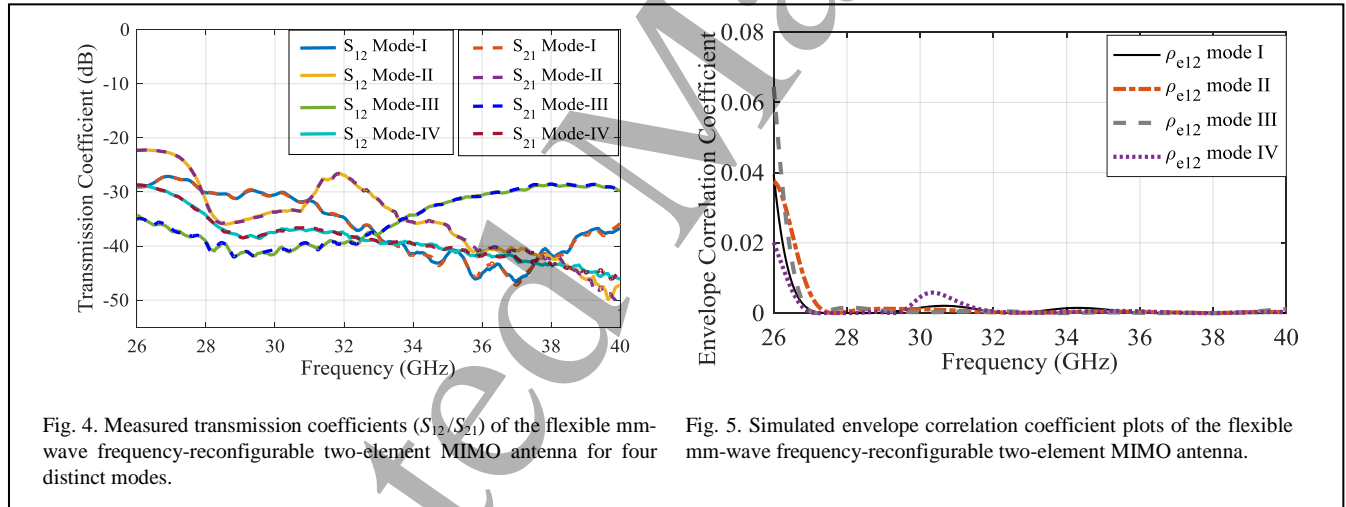 0
-10
-20
-30
-40
-50
26
28
30
32
34
36
38
40
Transmission Coefficient (dB)
Frequency (GHz)
S12 Mode-I
S12 Mode-II
S12 Mode-III
S12 Mode-IV
S21 Mode-I
S21 Mode-II
S21 Mode-III
S21 Mode-IV
Fig. 4. Measured transmission coefficients (S12/S21) of the flexible mm-
wave frequency-reconfigurable two-element MIMO antenna for four
distinct modes.
0.08
0.06
0.04
0.02
0
26
28
30
32
34
36
38
40
Envelope Correlation Coefficient
Frequency (GHz)
ρe12 mode I
ρe12 mode II
ρe12 mode III
ρe12 mode IV
Fig. 5. Simulated envelope correlation coefficient plots of the flexible
mm-wave frequency-reconfigurable two-element MIMO antenna.
ted Ma